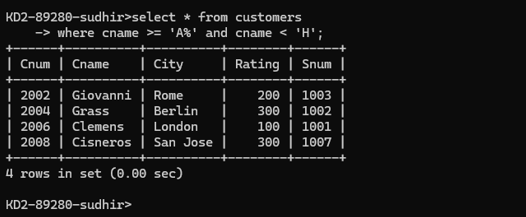 KD2-89280-sudhir>select * from customers
    -> where cname >= 'A%' and cname < 'H';
+------+----------+----------+--------+------+
| Cnum | Cname    | City     | Rating | Snum |
+------+----------+----------+--------+------+
| 2002 | Giovanni | Rome     |    200 | 1003 |
| 2004 | Grass    | Berlin   |    300 | 1002 |
| 2006 | Clemens  | London   |    100 | 1001 |
| 2008 | Cisneros | San Jose |    300 | 1007 |
+------+----------+----------+--------+------+
4 rows in set (0.00 sec)
KD2-89280-sudhir>